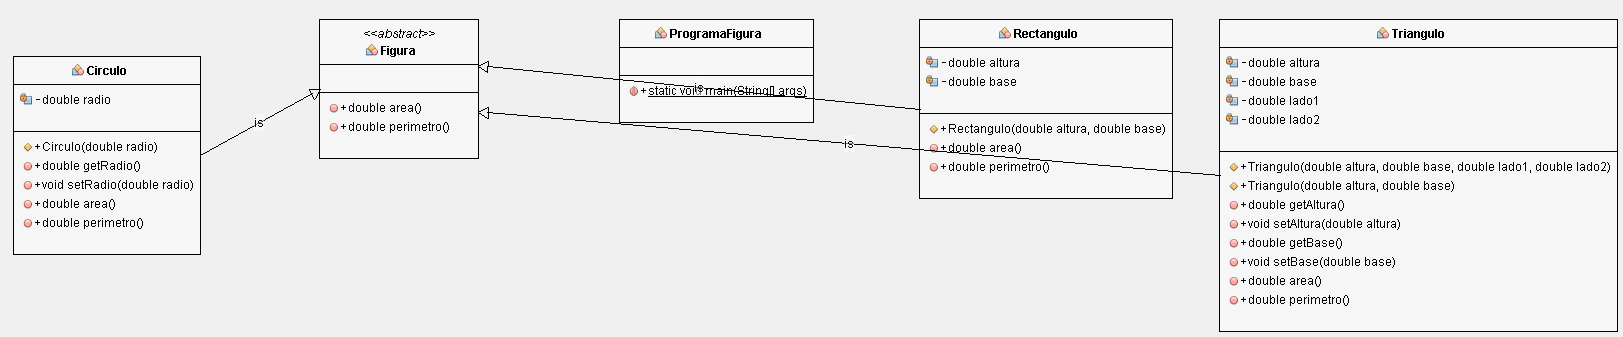 Circulo
- double radio
+ Circulo(double radio)
+ double getRadio()
+ void setRadio(double radio)
+ double area()
+ double perimetro()
is
<<abstract>>
Figura
+ double area()
+ double perimetro()
ProgramaFigura
+ static void main(String[] args)
is
Rectangulo
- double altura
- double base
+ Rectangulo(double altura, double base)
+ double area()
+ double perimetro()
is
Triangulo
- double altura
- double base
- double lado1
- double lado2
+ Triangulo(double altura, double base, double lado1, double lado2)
+ Triangulo(double altura, double base)
+ double getAltura()
+ void setAltura(double altura)
+ double getBase()
+ void setBase(double base)
+ double area()
+ double perimetro()